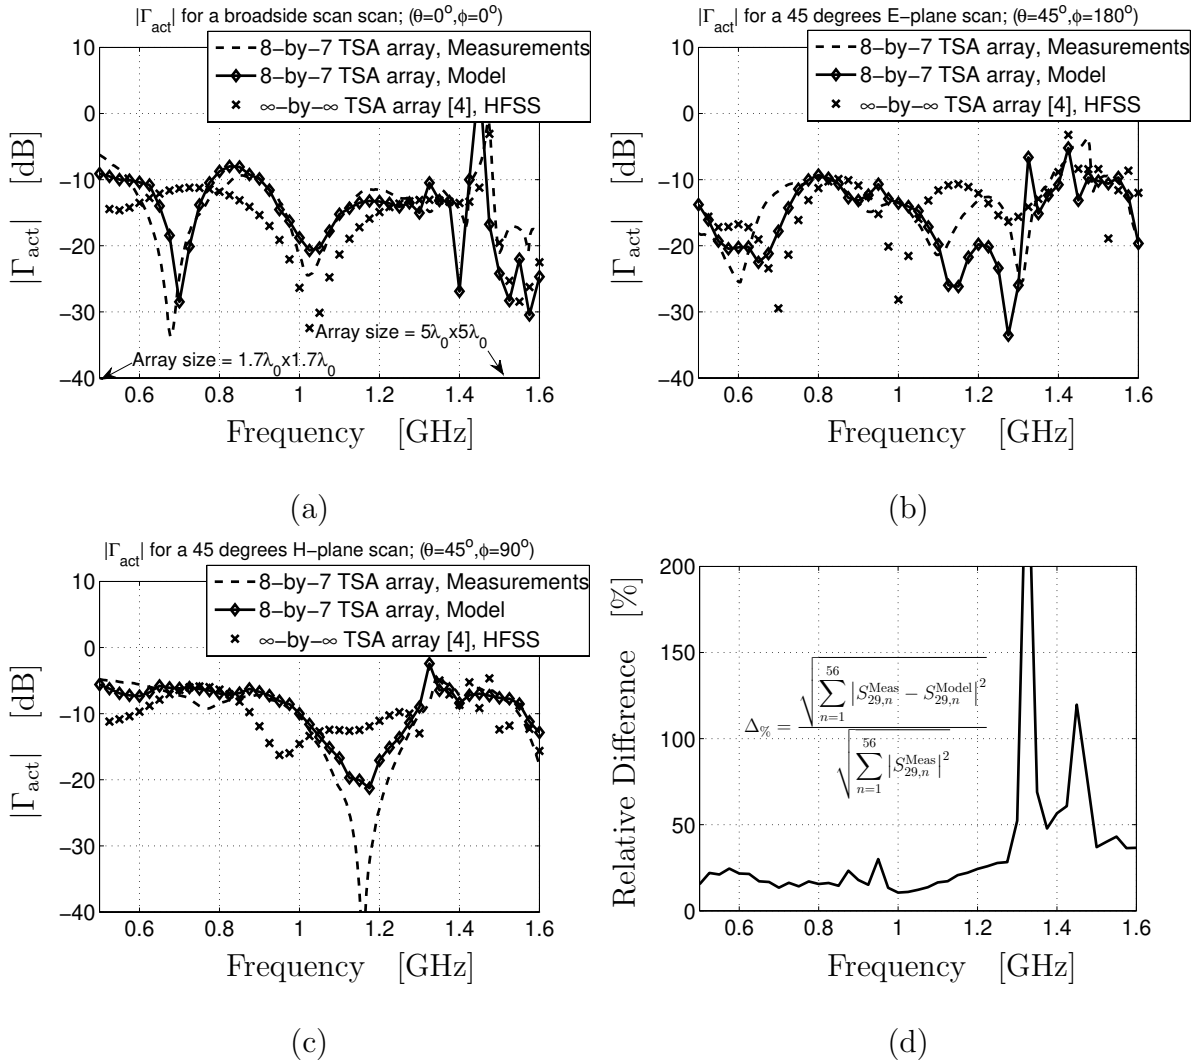 |Γact| for a broadside scan scan; (θ=0°,ϕ=0°)
10
0
−10
−20
−30
−40
|Γact| [dB]
8−by−7 TSA array, Measurements
8−by−7 TSA array, Model
∞−by−∞ TSA array [4], HFSS
Array size = 5λ0x5λ0
Array size = 1.7λ0x1.7λ0
0.6 0.8 1 1.2 1.4 1.6
Frequency [GHz]
(a)
|Γact| for a 45 degrees E−plane scan; (θ=45°,ϕ=180°)
10
0
−10
−20
−30
−40
|Γact| [dB]
8−by−7 TSA array, Measurements
8−by−7 TSA array, Model
∞−by−∞ TSA array [4], HFSS
0.6 0.8 1 1.2 1.4 1.6
Frequency [GHz]
(b)
|Γact| for a 45 degrees H−plane scan; (θ=45°,ϕ=90°)
10
0
−10
−20
−30
−40
|Γact| [dB]
8−by−7 TSA array, Measurements
8−by−7 TSA array, Model
∞−by−∞ TSA array [4], HFSS
0.6 0.8 1 1.2 1.4 1.6
Frequency [GHz]
(c)
200
150
100
50
0
Relative Difference [%]
Δ% = √(∑_{n=1}^{56} |S_{29,n}^{Meas} − S_{29,n}^{Model}|²) / √(∑_{n=1}^{56} |S_{29,n}^{Meas}|²)
0.6 0.8 1 1.2 1.4 1.6
Frequency [GHz]
(d)